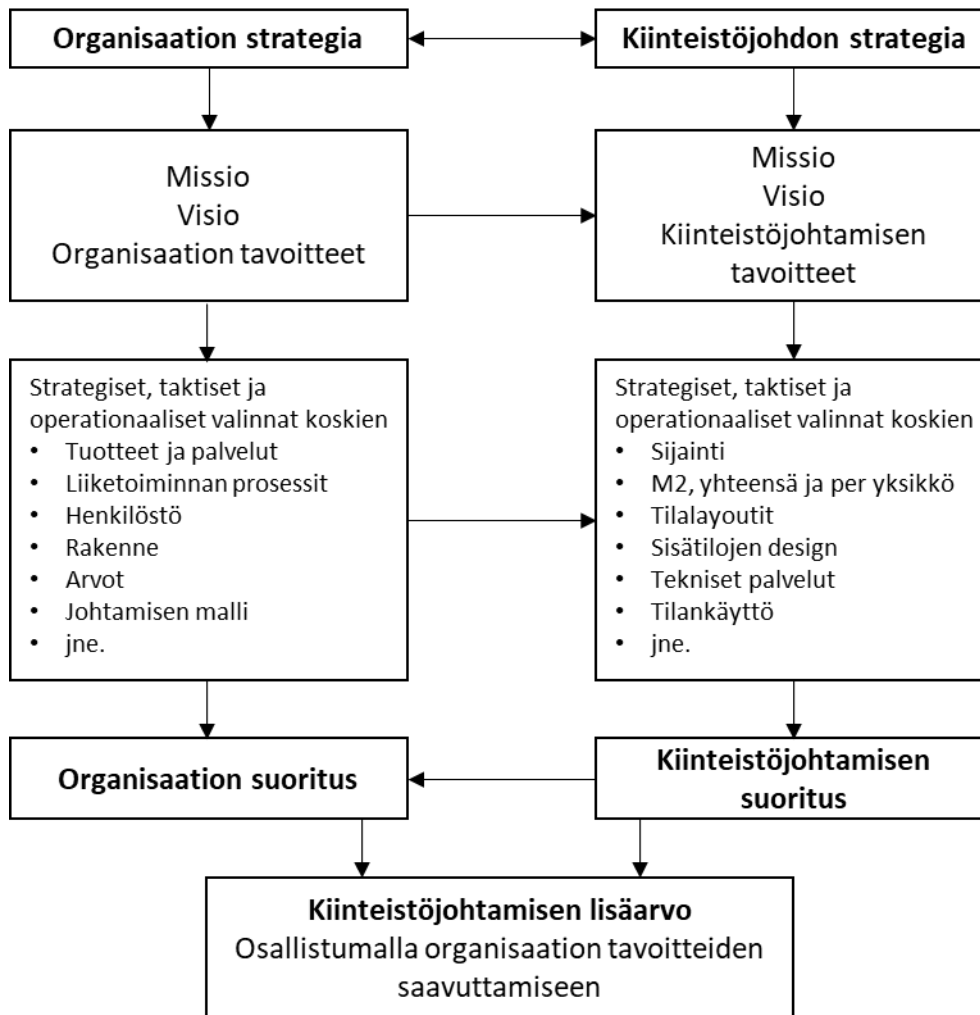 Organisaation strategia
Kiinteistöjohdon strategia
Missio
Visio
Organisaation tavoitteet
Missio
Visio
Kiinteistöjohtamisen
tavoitteet
Strategiset, taktiset ja
operationaaliset valinnat koskien
• Tuotteet ja palvelut
• Liiketoiminnan prosessit
• Henkilöstö
• Rakenne
• Arvot
• Johtamisen malli
• jne.
Strategiset, taktiset ja
operationaaliset valinnat koskien
• Sijainti
• M2, yhteensä ja per yksikkö
• Tilalayoutit
• Sisätilojen design
• Tekniset palvelut
• Tilankäyttö
• jne.
Organisaation suoritus
Kiinteistöjohtamisen
suoritus
Kiinteistöjohtamisen lisäarvo
Osallistumalla organisaation tavoitteiden
saavuttamiseen